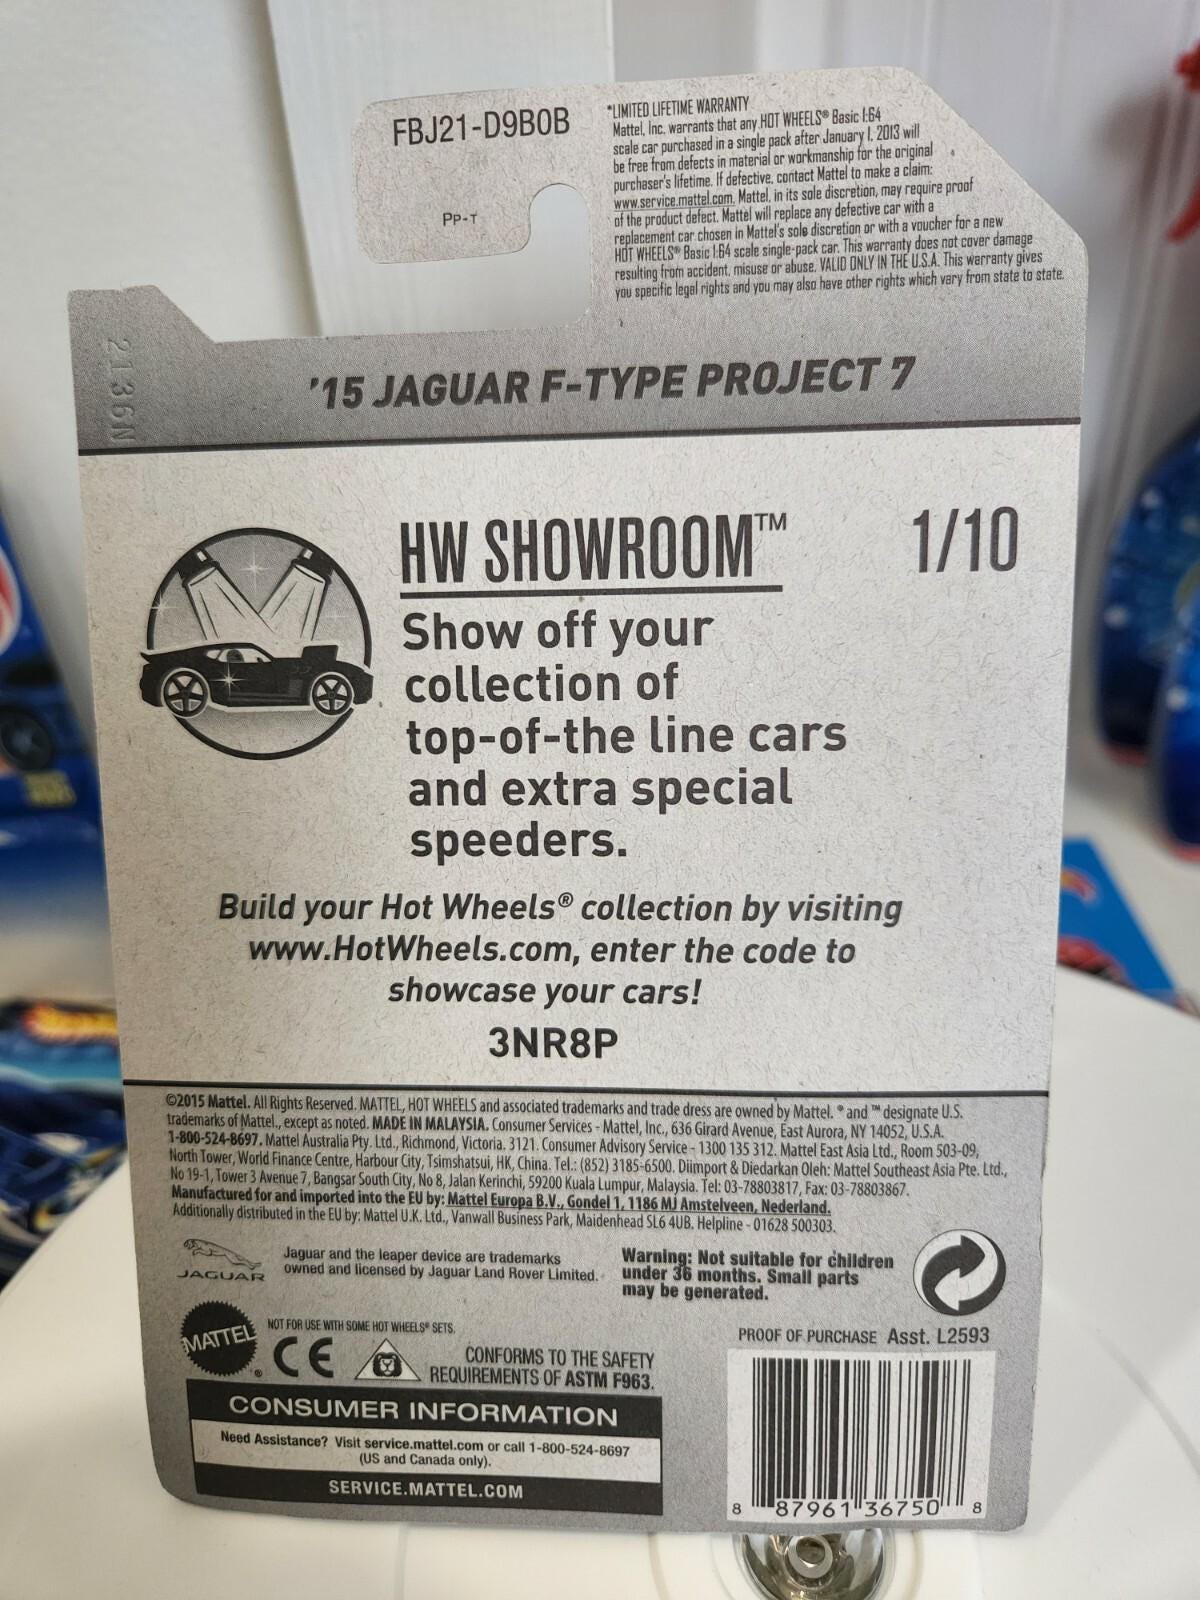 FBJ21-D9B0B
PP-T
*LIMITED LIFETIME WARRANTY
Mattel, Inc. warrants that any HOT WHEELS® Basic 1:64
scale car purchased in a single pack after January 1, 2013 will
be free from defects in material or workmanship for the original
purchaser's lifetime. If defective, contact Mattel to make a claim:
www.service.mattel.com. Mattel, in its sole discretion, may require proof
of the product defect. Mattel will replace any defective car with a
replacement car chosen in Mattel's sole discretion or with a voucher for a new
HOT WHEELS® Basic 1:64 scale single-pack car. This warranty does not cover damage
resulting from accident, misuse or abuse. VALID ONLY IN THE U.S.A. This warranty gives
you specific legal rights and you may also have other rights which vary from state to state.
2136N
'15 JAGUAR F-TYPE PROJECT 7
HW SHOWROOM™
1/10
Show off your
collection of
top-of-the line cars
and extra special
speeders.
Build your Hot Wheels® collection by visiting
www.HotWheels.com, enter the code to
showcase your cars!
3NR8P
©2015 Mattel. All Rights Reserved. MATTEL, HOT WHEELS and associated trademarks and trade dress are owned by Mattel. ® and ™ designate U.S.
trademarks of Mattel., except as noted. MADE IN MALAYSIA. Consumer Services - Mattel, Inc., 636 Girard Avenue, East Aurora, NY 14052, U.S.A.
1-800-524-8697. Mattel Australia Pty. Ltd., Richmond, Victoria. 3121. Consumer Advisory Service - 1300 135 312. Mattel East Asia Ltd., Room 503-09,
North Tower, World Finance Centre, Harbour City, Tsimshatsui, HK, China. Tel.: (852) 3185-6500. Diimport & Diedarkan Oleh: Mattel Southeast Asia Pte. Ltd.,
No 19-1, Tower 3 Avenue 7, Bangsar South City, No 8, Jalan Kerinchi, 59200 Kuala Lumpur, Malaysia. Tel: 03-78803817, Fax: 03-78803867.
Manufactured for and imported into the EU by: Mattel Europa B.V., Gondel 1, 1186 MJ Amstelveen, Nederland.
Additionally distributed in the EU by: Mattel U.K. Ltd., Vanwall Business Park, Maidenhead SL6 4UB. Helpline - 01628 500303.
JAGUAR
Jaguar and the leaper device are trademarks
owned and licensed by Jaguar Land Rover Limited.
Warning: Not suitable for children
under 36 months. Small parts
may be generated.
MATTEL®
NOT FOR USE WITH SOME HOT WHEELS® SETS.
CE
CONFORMS TO THE SAFETY
REQUIREMENTS OF ASTM F963.
PROOF OF PURCHASE Asst. L2593
CONSUMER INFORMATION
Need Assistance? Visit service.mattel.com or call 1-800-524-8697
(US and Canada only).
SERVICE.MATTEL.COM
8 87961 36750 8